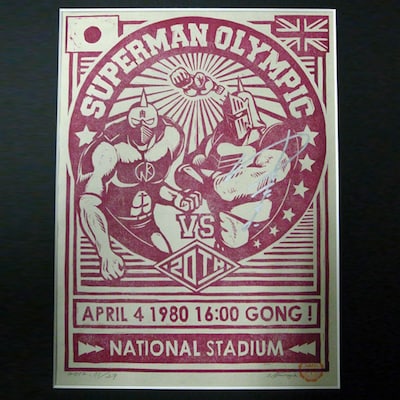 SUPERMAN OLYMPIC
VS
20TH
APRIL 4 1980 16:00 GONG!
NATIONAL STADIUM